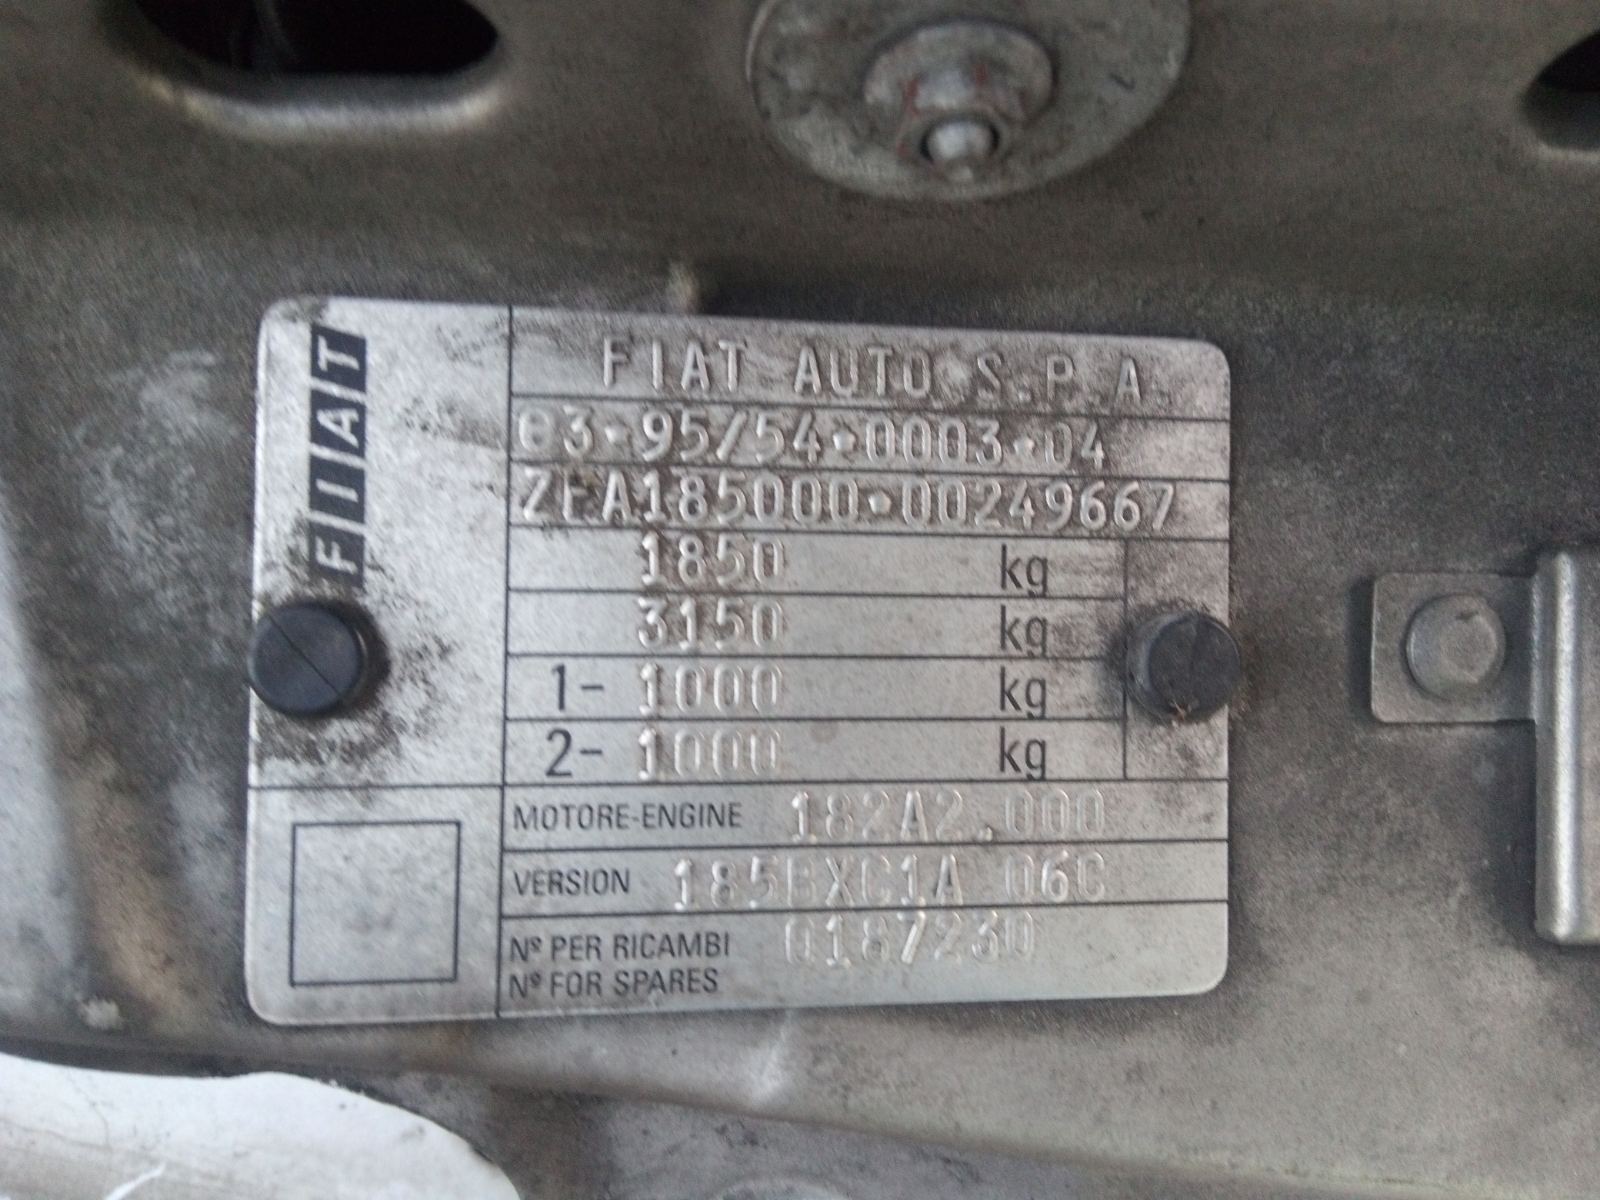 FIAT
FIAT AUTO S.P.A.
e3*95/54*0003*04
ZFA185000*00249667
1850 kg
3150 kg
1- 1000 kg
2- 1000 kg
MOTORE-ENGINE 182A2.000
VERSION 185BXC1A 06C
Nº PER RICAMBI 0187230
Nº FOR SPARES